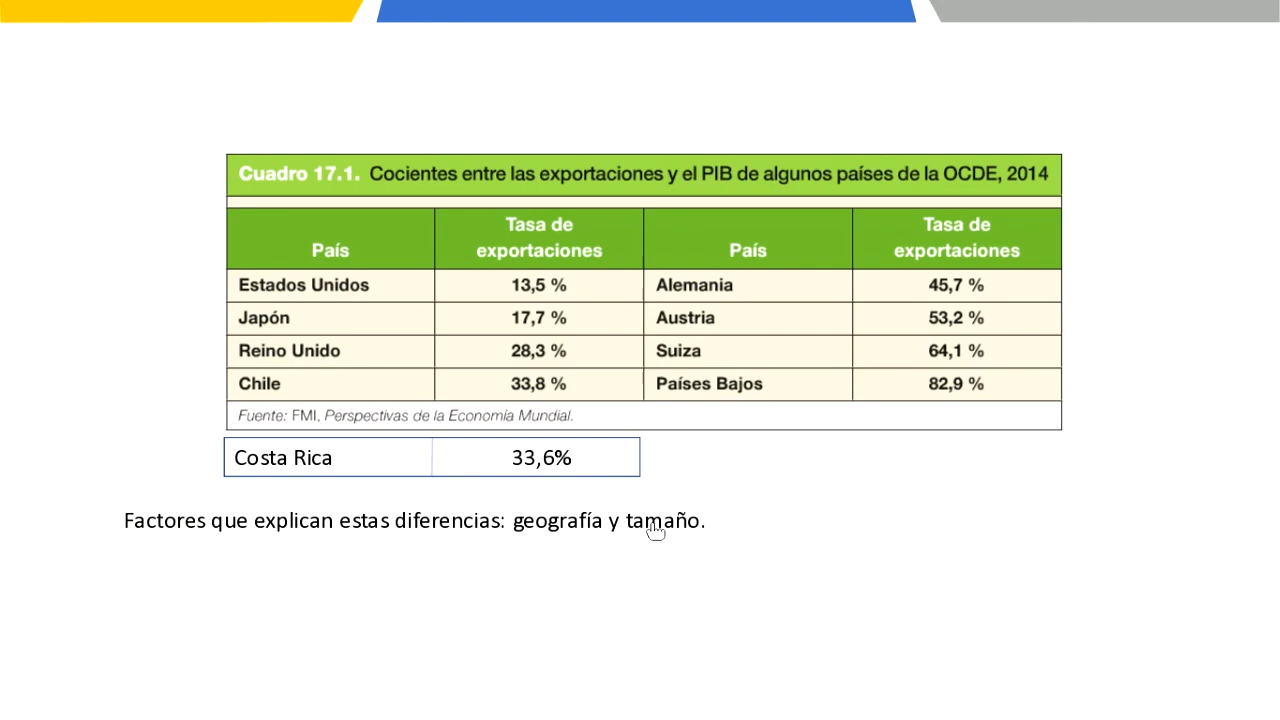 Cuadro 17.1. Cocientes entre las exportaciones y el PIB de algunos países de la OCDE, 2014
País Tasa de exportaciones País Tasa de exportaciones
Estados Unidos 13,5 % Alemania 45,7 %
Japón 17,7 % Austria 53,2 %
Reino Unido 28,3 % Suiza 64,1 %
Chile 33,8 % Países Bajos 82,9 %
Fuente: FMI, Perspectivas de la Economía Mundial.
Costa Rica 33,6%
Factores que explican estas diferencias: geografía y tamaño.